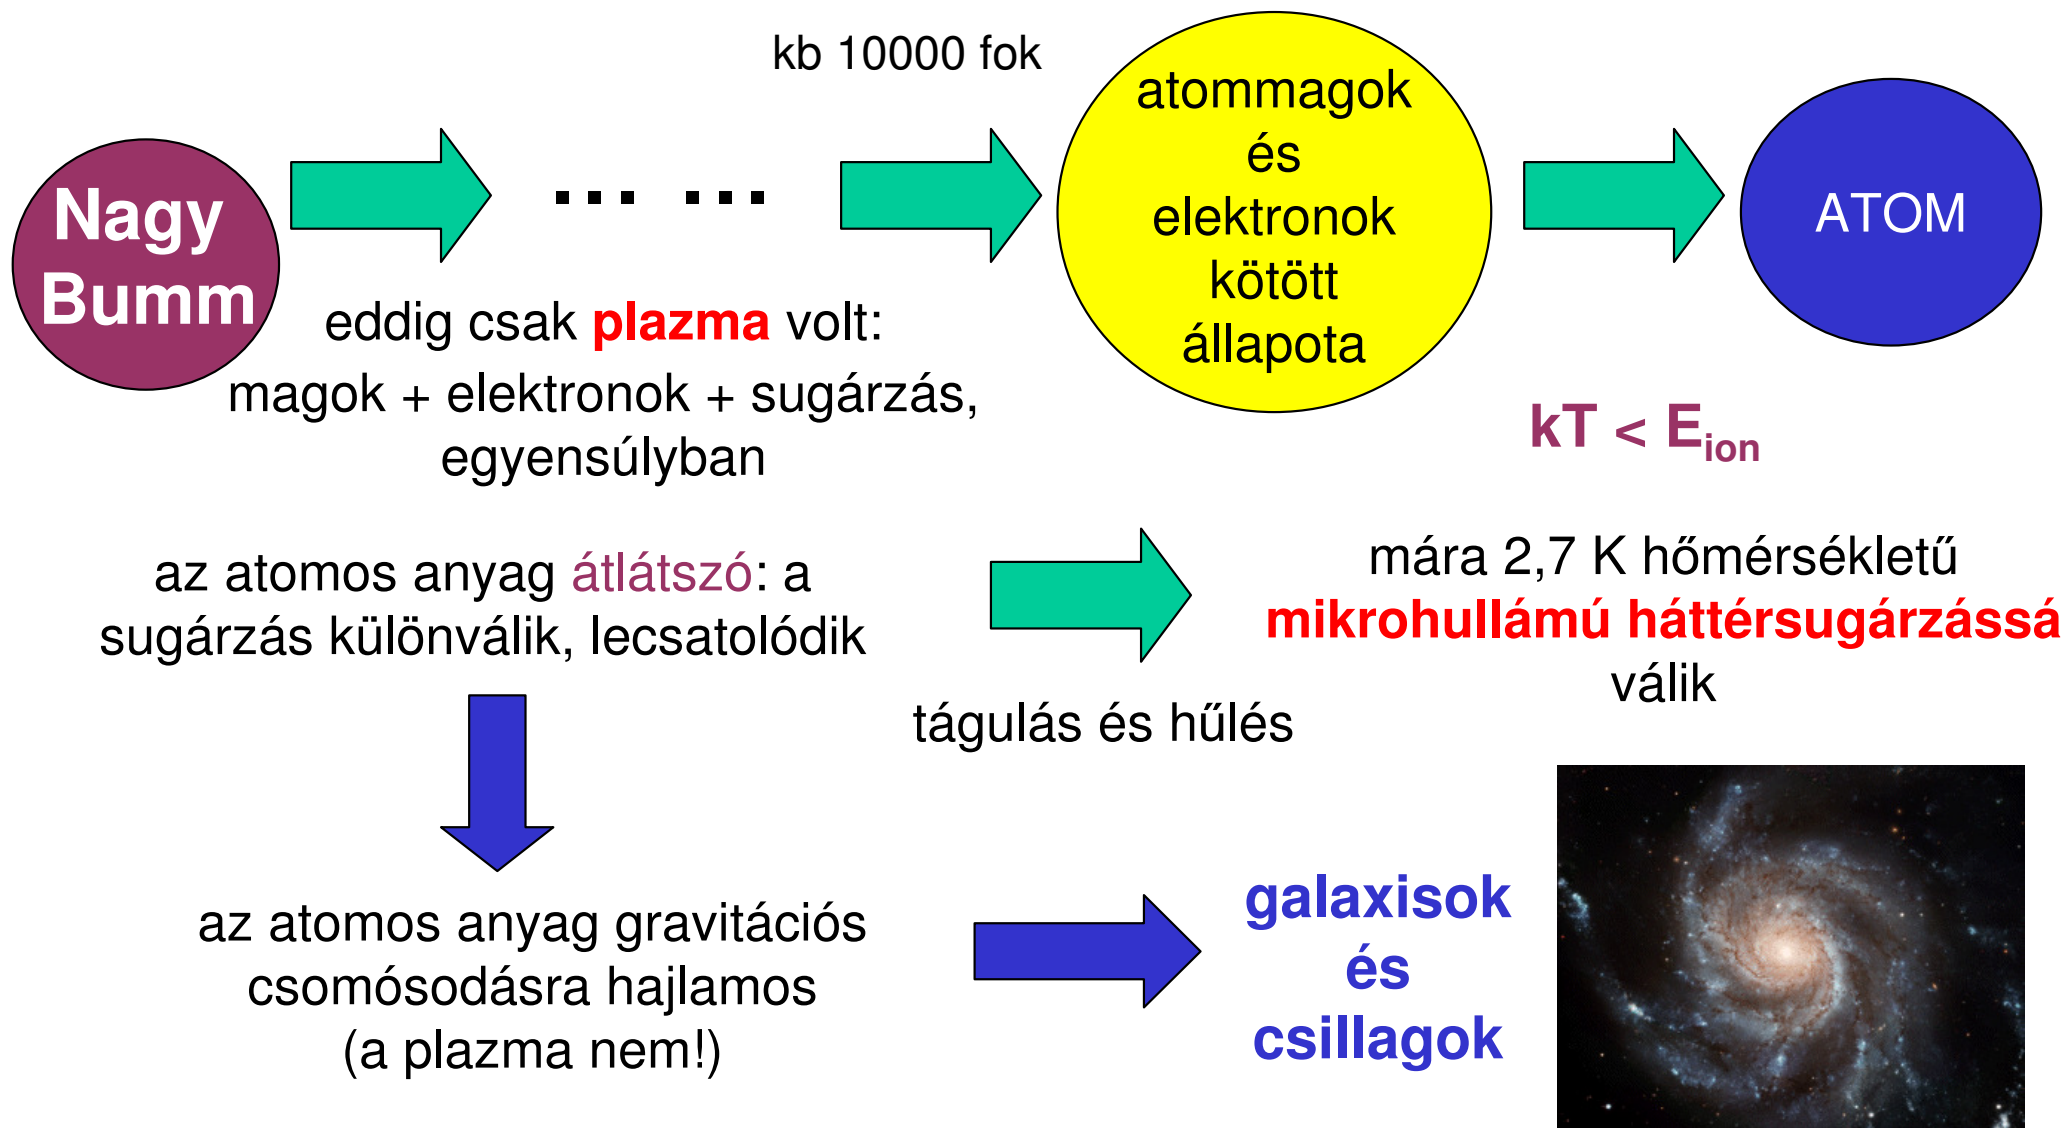 kb 10000 fok
Nagy
Bumm
... ...
atommagok
és
elektronok
kötött
állapota
ATOM
eddig csak plazma volt:
magok + elektronok + sugárzás,
egyensúlyban
kT < Eion
az atomos anyag átlátszó: a
sugárzás különválik, lecsatolódik
mára 2,7 K hőmérsékletű
mikrohullámú háttérsugárzássá
válik
tágulás és hűlés
az atomos anyag gravitációs
csomósodásra hajlamos
(a plazma nem!)
galaxisok
és
csillagok